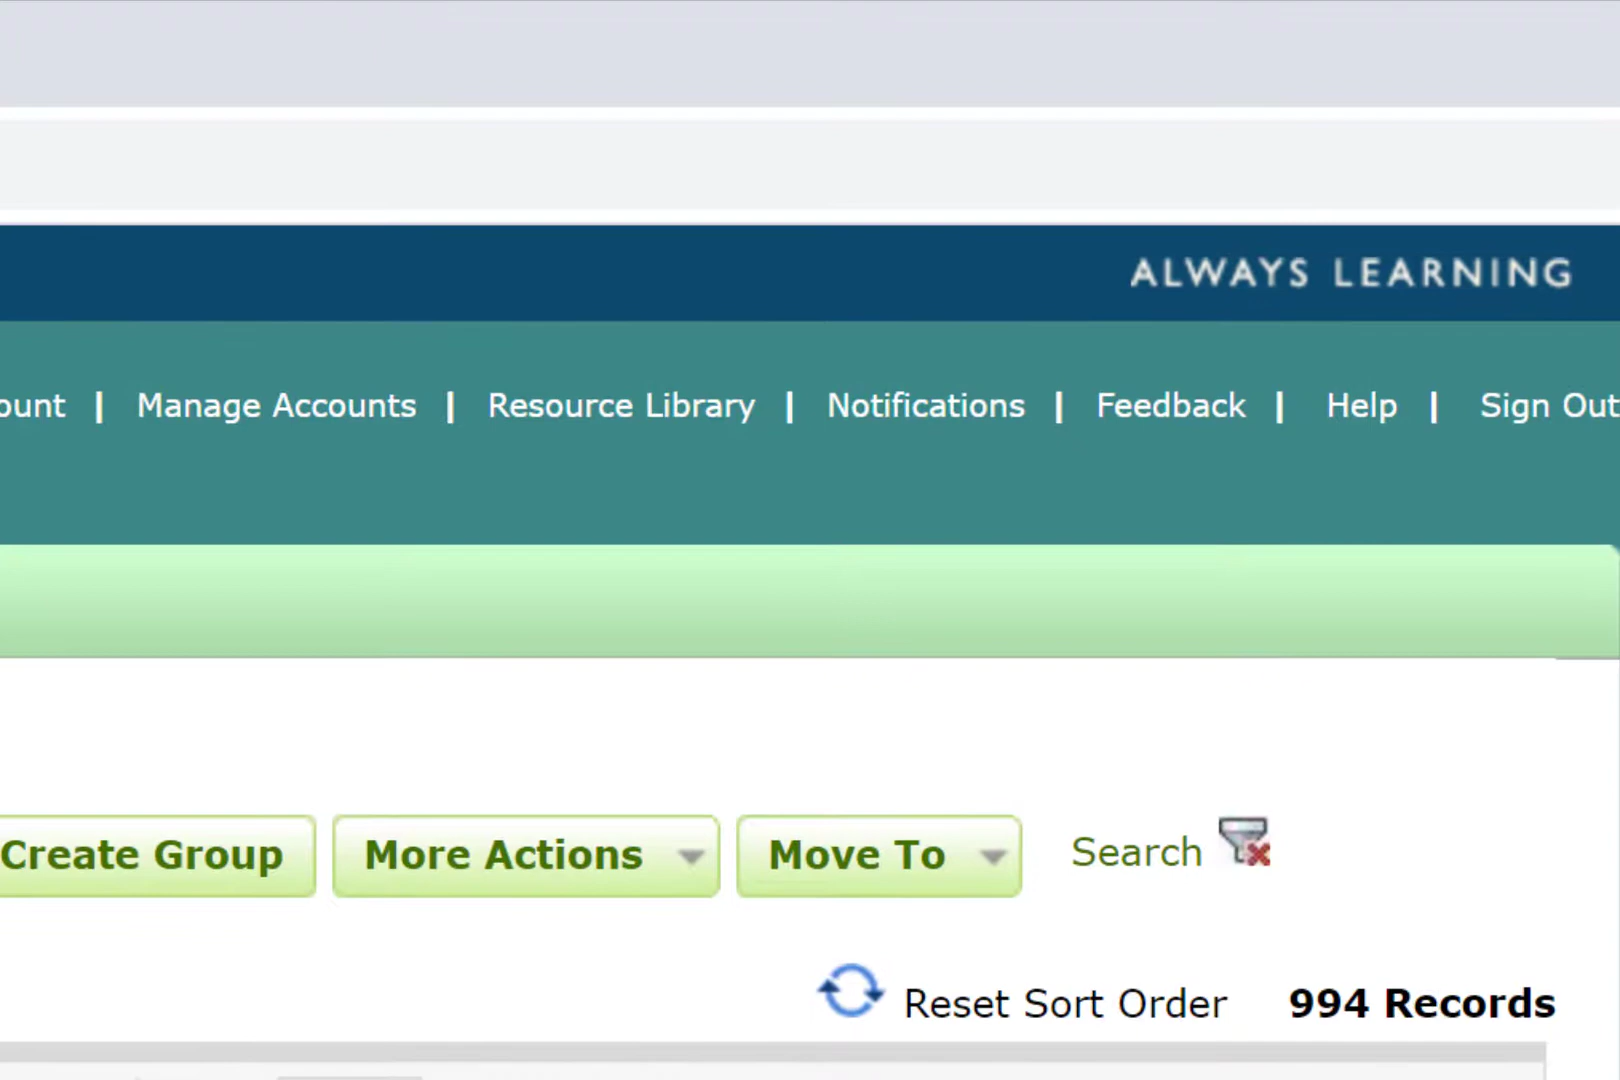 ALWAYS LEARNING
ount | Manage Accounts | Resource Library | Notifications | Feedback | Help | Sign Out
Create Group More Actions Move To Search
Reset Sort Order 994 Records